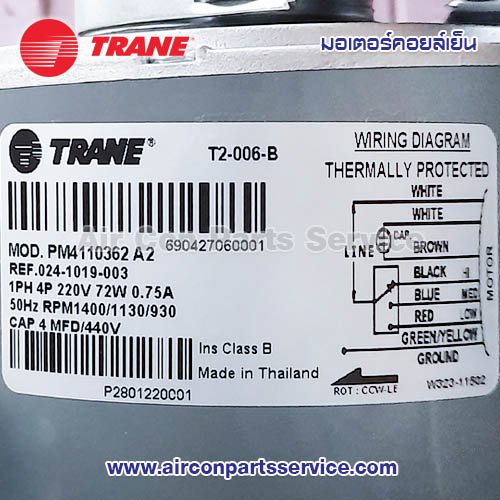 TRANE
มอเตอร์คอยล์เย็น
TRANE®
T2-006-B
690427060001
MOD. PM4110362 A2
REF.024-1019-003
1PH 4P 220V 72W 0.75A
50Hz RPM1400/1130/930
CAP 4 MFD/440V
Ins Class B
Made in Thailand
P2801220001
WIRING DIAGRAM
THERMALLY PROTECTED
WHITE
WHITE
CAP
LINE
BROWN
BLACK HI
BLUE MED
RED LOW
GREEN/YELLOW
GROUND
MOTOR
ROT : CCW-LE
W323-11502
Air Con Parts Service
www.airconpartsservice.com